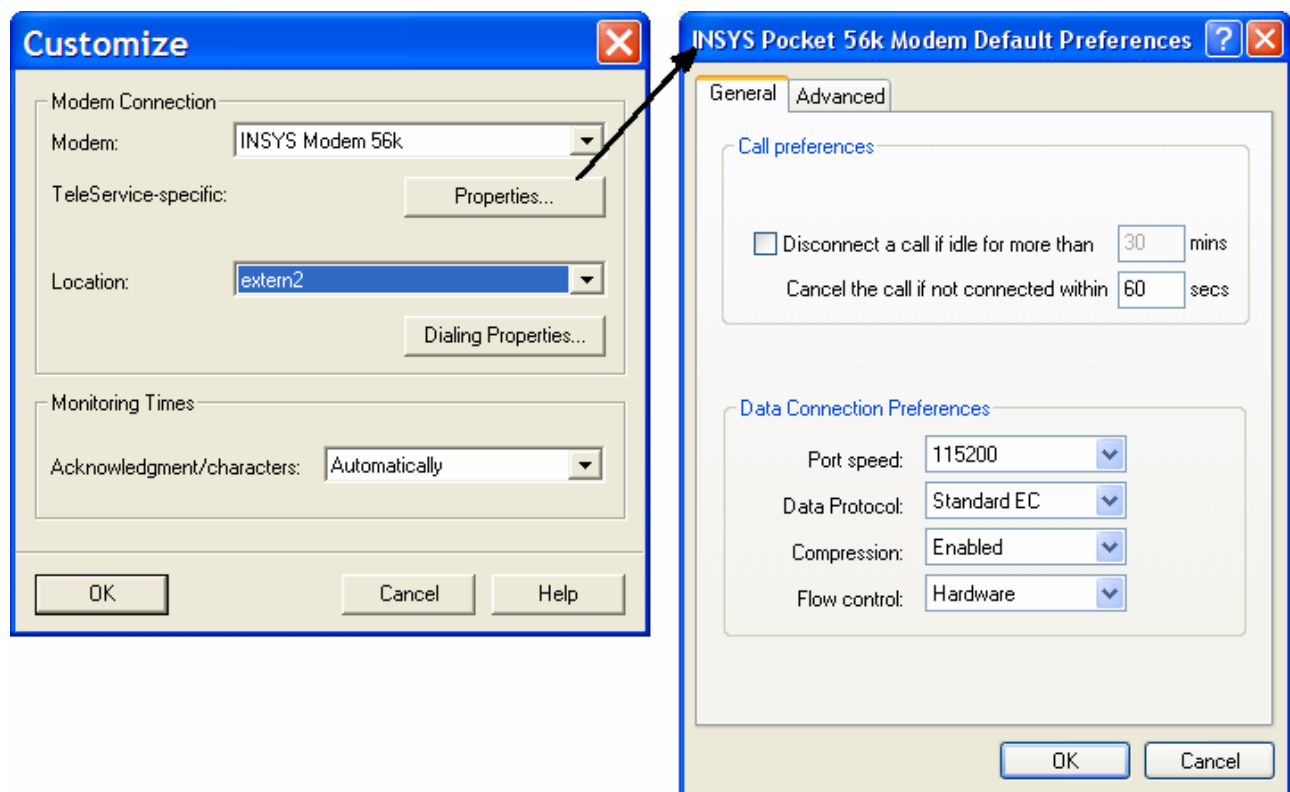 Customize
Modem Connection
Modem: INSYS Modem 56k
TeleService-specific: Properties...
Location: extern2
Dialing Properties...
Monitoring Times
Acknowledgment/characters: Automatically
OK Cancel Help
INSYS Pocket 56k Modem Default Preferences
General Advanced
Call preferences
Disconnect a call if idle for more than 30 mins
Cancel the call if not connected within 60 secs
Data Connection Preferences
Port speed: 115200
Data Protocol: Standard EC
Compression: Enabled
Flow control: Hardware
OK Cancel